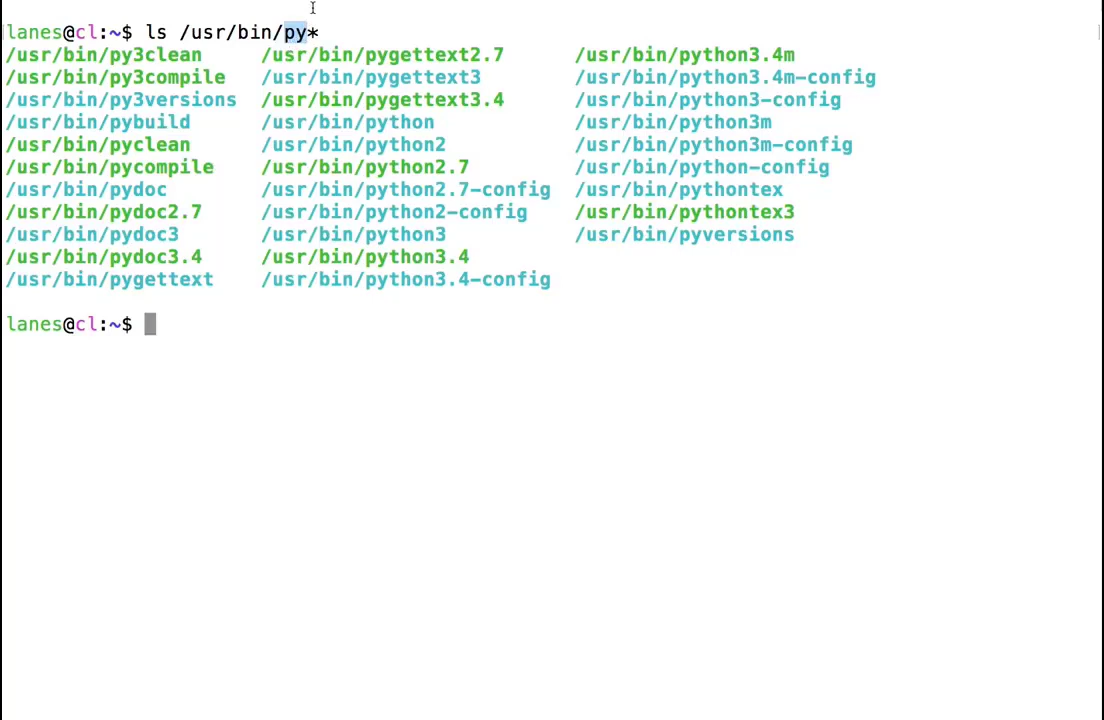 lanes@cl:~$ ls /usr/bin/py*
/usr/bin/py3clean /usr/bin/pygettext2.7 /usr/bin/python3.4m
/usr/bin/py3compile /usr/bin/pygettext3 /usr/bin/python3.4m-config
/usr/bin/py3versions /usr/bin/pygettext3.4 /usr/bin/python3-config
/usr/bin/pybuild /usr/bin/python /usr/bin/python3m
/usr/bin/pyclean /usr/bin/python2 /usr/bin/python3m-config
/usr/bin/pycompile /usr/bin/python2.7 /usr/bin/python-config
/usr/bin/pydoc /usr/bin/python2.7-config /usr/bin/pythontex
/usr/bin/pydoc2.7 /usr/bin/python2-config /usr/bin/pythontex3
/usr/bin/pydoc3 /usr/bin/python3 /usr/bin/pyversions
/usr/bin/pydoc3.4 /usr/bin/python3.4
/usr/bin/pygettext /usr/bin/python3.4-config
lanes@cl:~$